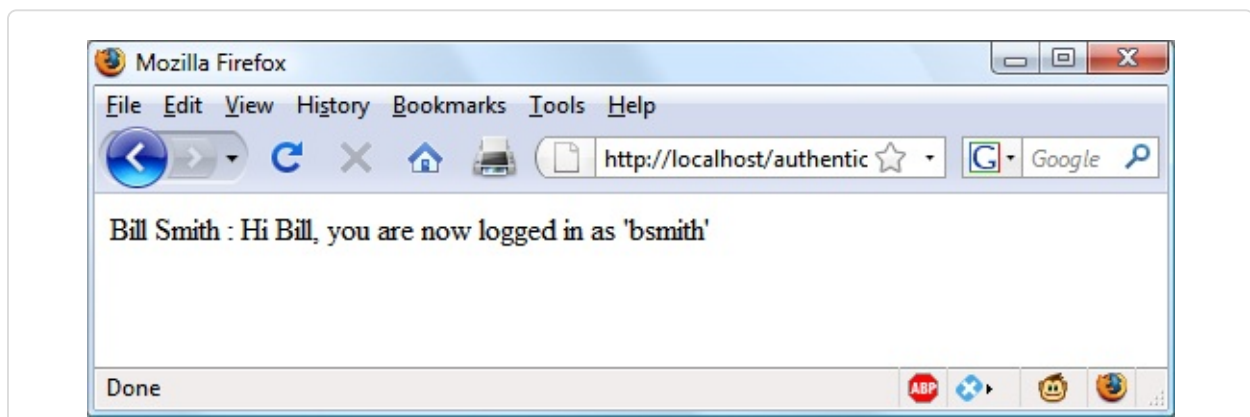 Mozilla Firefox
File Edit View History Bookmarks Tools Help
http://localhost/authentic G Google
Bill Smith : Hi Bill, you are now logged in as 'bsmith'
Done ABP